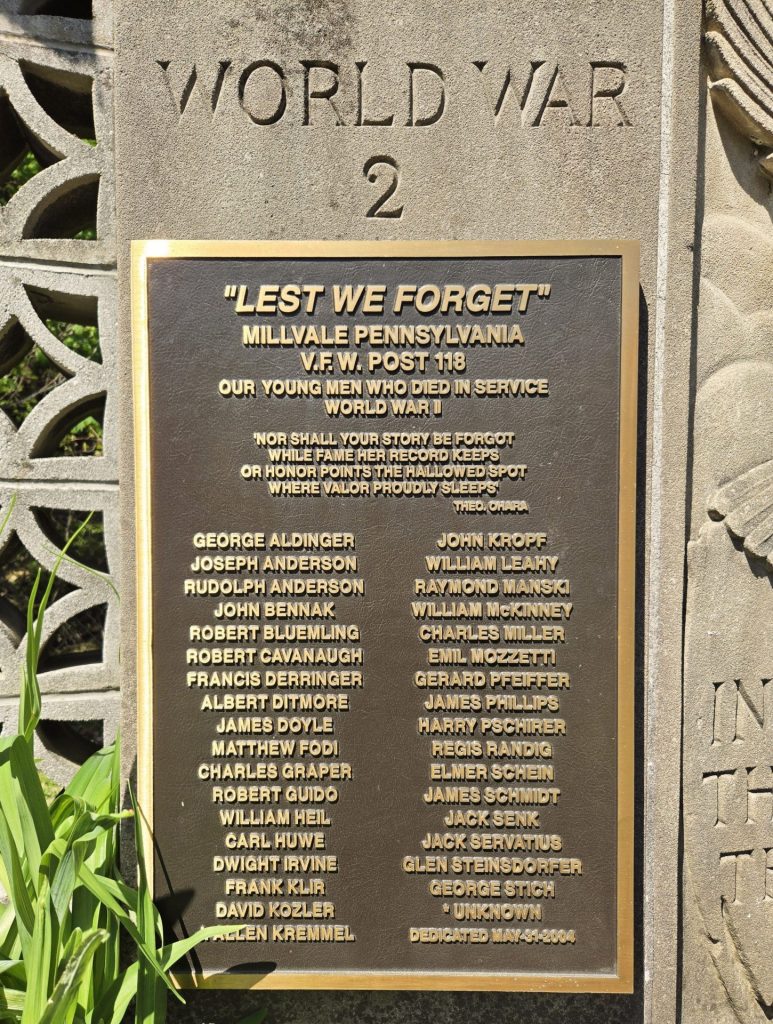 WORLD WAR
2
"LEST WE FORGET"
MILLVALE PENNSYLVANIA
V.F.W. POST 118
OUR YOUNG MEN WHO DIED IN SERVICE
WORLD WAR II
'NOR SHALL YOUR STORY BE FORGOT
WHILE FAME HER RECORD KEEPS
OR HONOR POINTS THE HALLOWED SPOT
WHERE VALOR PROUDLY SLEEPS'
THEO. OHARA
GEORGE ALDINGER
JOSEPH ANDERSON
RUDOLPH ANDERSON
JOHN BENNAK
ROBERT BLUEMLING
ROBERT CAVANAUGH
FRANCIS DERRINGER
ALBERT DITMORE
JAMES DOYLE
MATTHEW FODI
CHARLES GRAPER
ROBERT GUIDO
WILLIAM HEIL
CARL HUWE
DWIGHT IRVINE
FRANK KLIR
DAVID KOZLER
KREMMEL
JOHN KROPF
WILLIAM LEAHY
RAYMOND MANSKI
WILLIAM McKINNEY
CHARLES MILLER
EMIL MOZZETTI
GERARD PFEIFFER
JAMES PHILLIPS
HARRY PSCHIRER
REGIS RANDIG
ELMER SCHEIN
JAMES SCHMIDT
JACK SENK
JACK SERVATIUS
GLEN STEINSDORFER
GEORGE STICH
* UNKNOWN
DEDICATED MAY-31-2004
IN